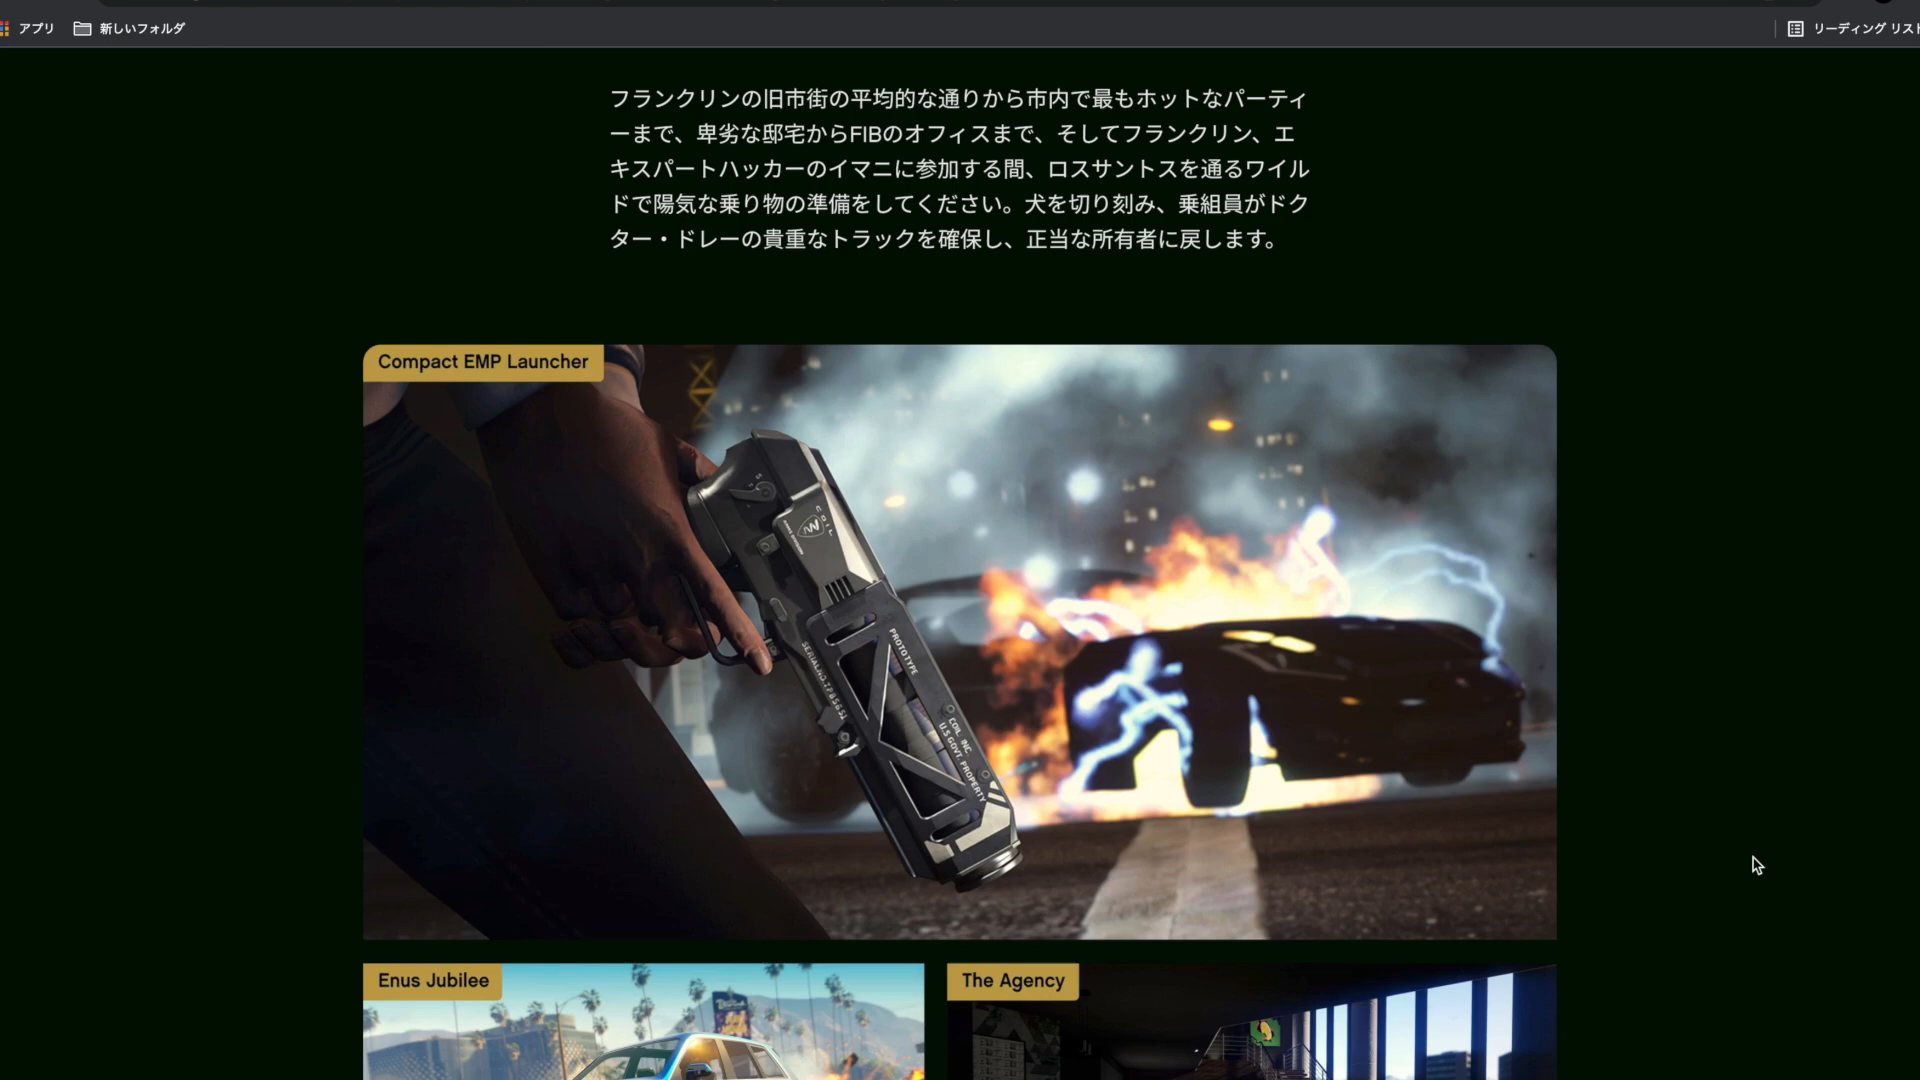 アプリ
新しいフォルダ
リーディング リスト
フランクリンの旧市街の平均的な通りから市内で最もホットなパーティ
ーまで、卑劣な邸宅からFIBのオフィスまで、そしてフランクリン、エ
キスパートハッカーのイマニに参加する間、ロスサントスを通るワイル
ドで陽気な乗り物の準備をしてください。犬を切り刻み、乗組員がドク
ター・ドレーの貴重なトラックを確保し、正当な所有者に戻します。
Compact EMP Launcher
COIL
PROTOTYPE
COIL INC.
U.S GOVT. PROPERTY
Enus Jubilee
The Agency